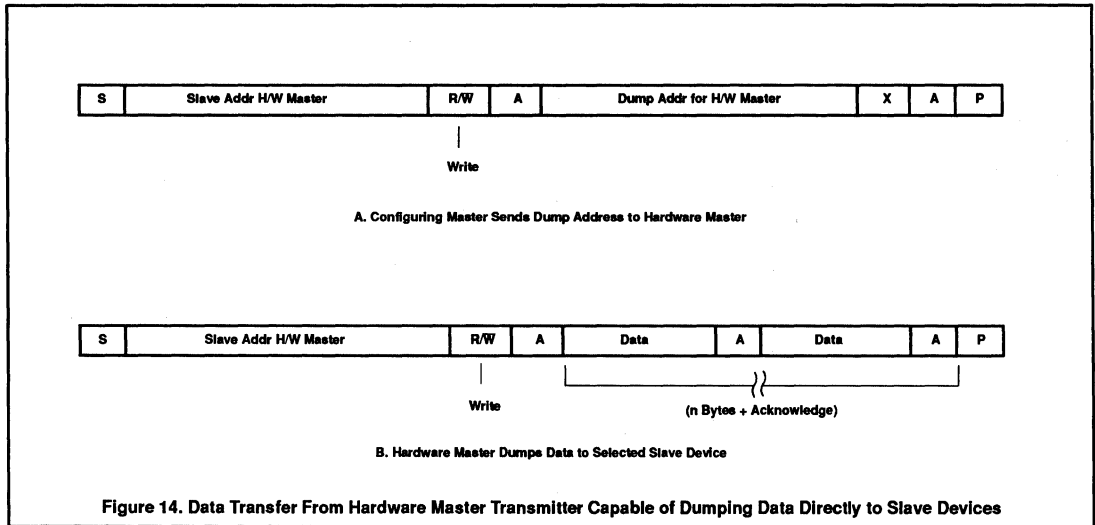 S Slave Addr H/W Master R/W̅ A Dump Addr for H/W Master X A P
Write
A. Configuring Master Sends Dump Address to Hardware Master
S Slave Addr H/W Master R/W̅ A Data A Data A P
Write
(n Bytes + Acknowledge)
B. Hardware Master Dumps Data to Selected Slave Device
Figure 14. Data Transfer From Hardware Master Transmitter Capable of Dumping Data Directly to Slave Devices